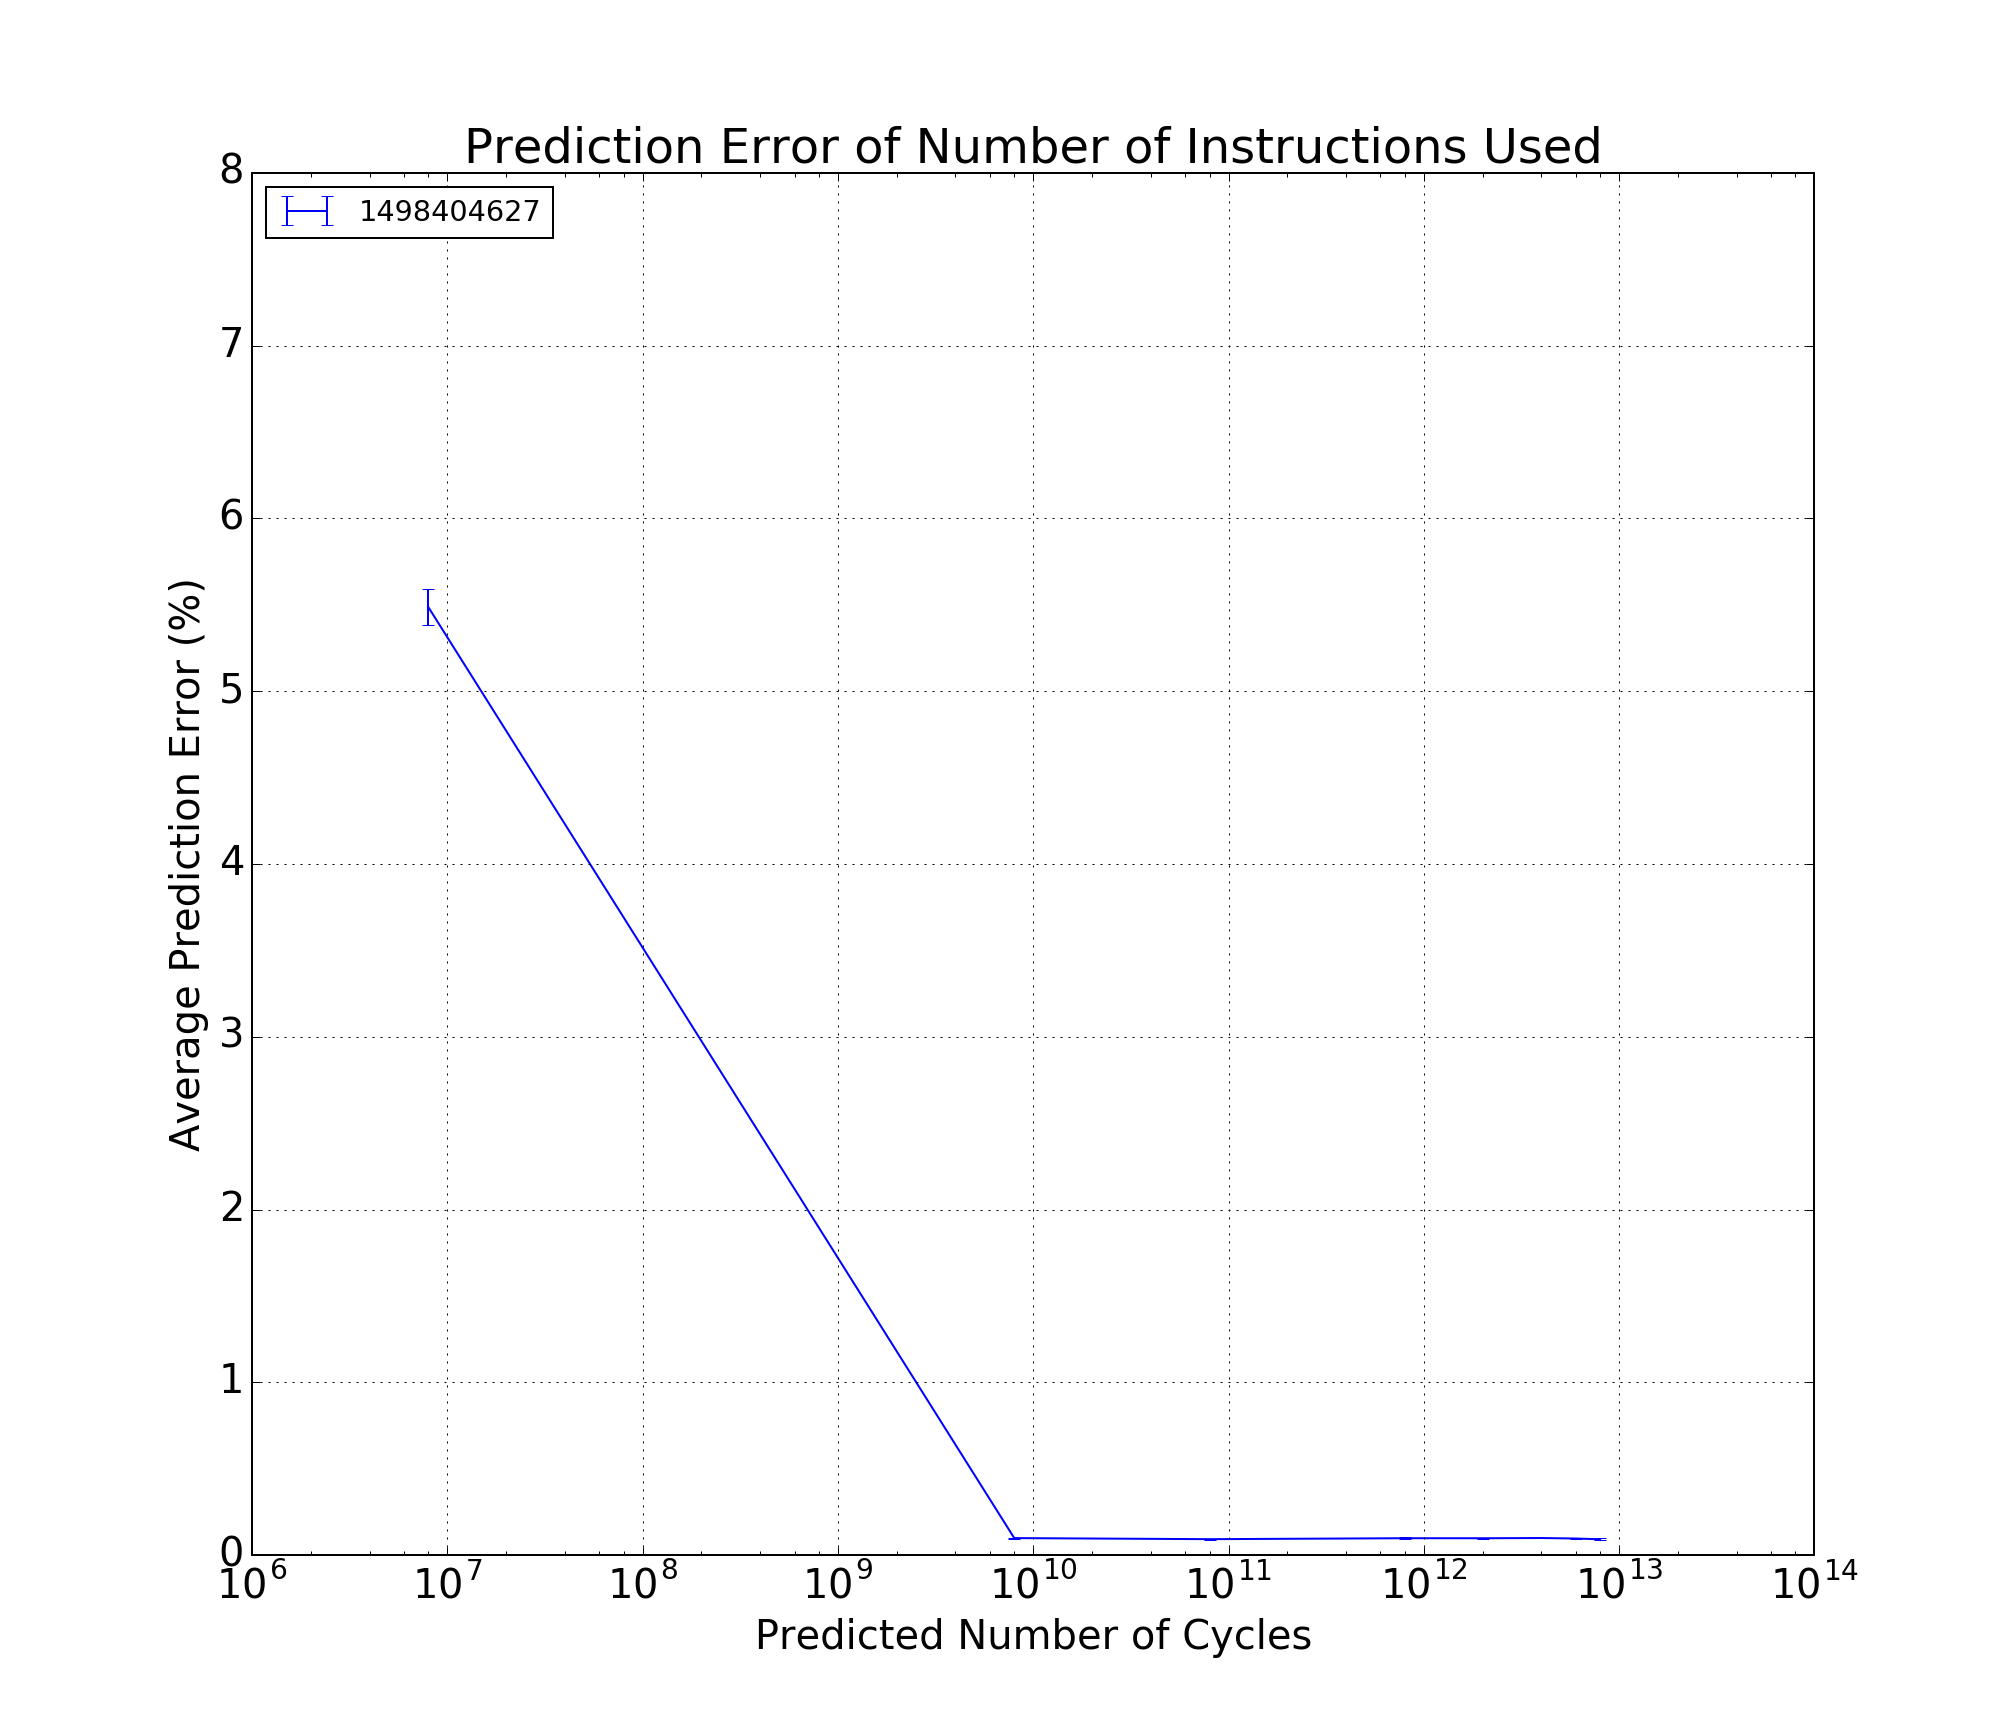 Prediction Error of Number of Instructions Used
1498404627
8
7
6
5
4
3
2
1
0
Average Prediction Error (%)
10^6 10^7 10^8 10^9 10^10 10^11 10^12 10^13 10^14
Predicted Number of Cycles